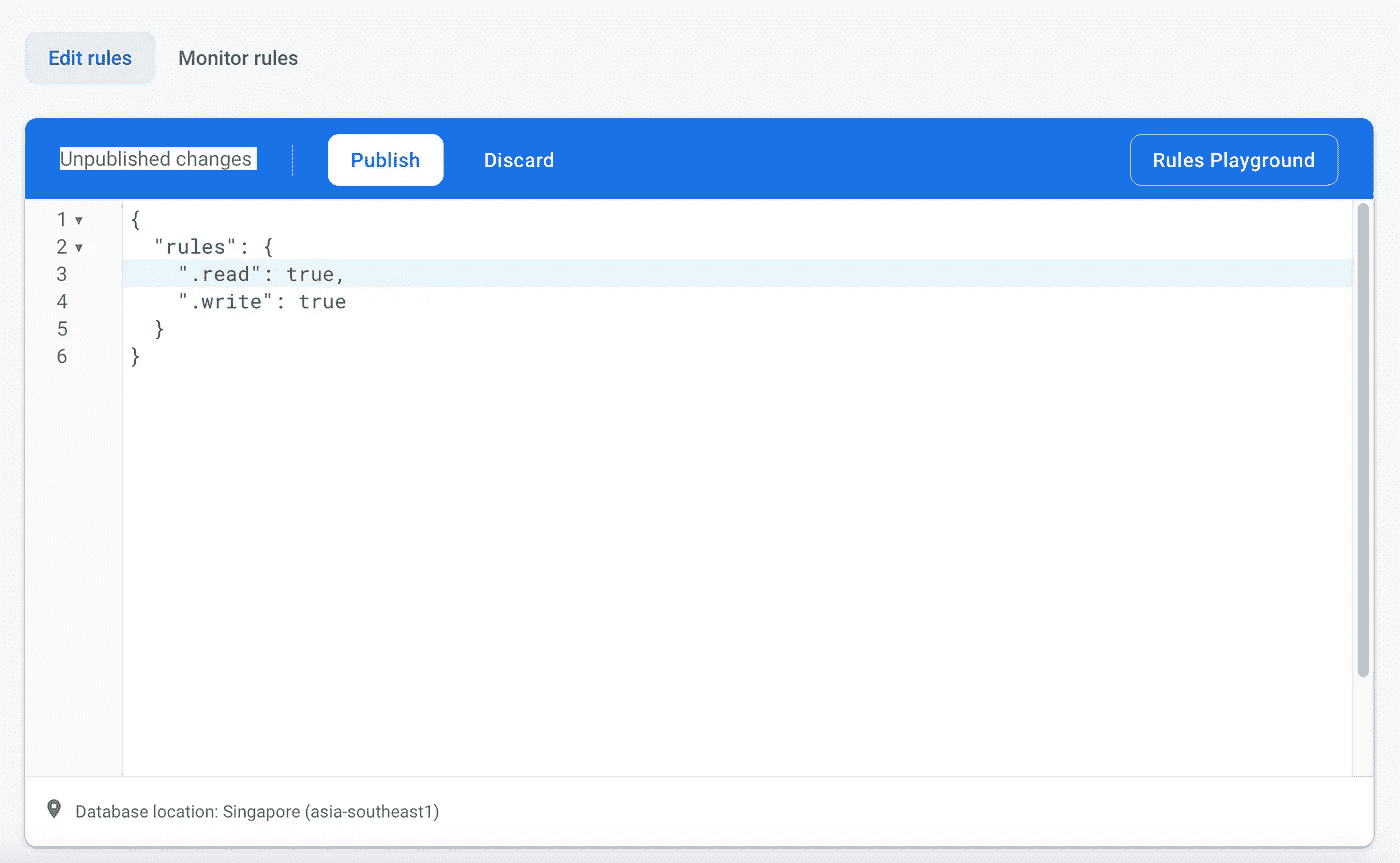 Edit rules Monitor rules
Unpublished changes Publish Discard Rules Playground
1 {
2 "rules": {
3 ".read": true,
4 ".write": true
5 }
6 }
Database location: Singapore (asia-southeast1)